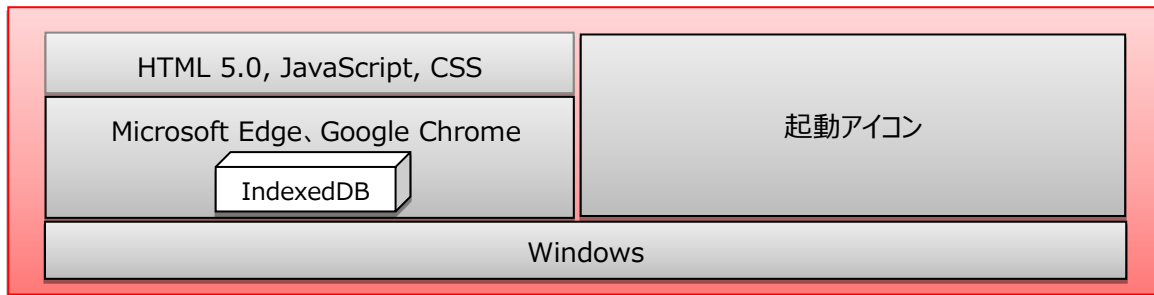 HTML 5.0, JavaScript, CSS
Microsoft Edge、Google Chrome
IndexedDB
起動アイコン
Windows